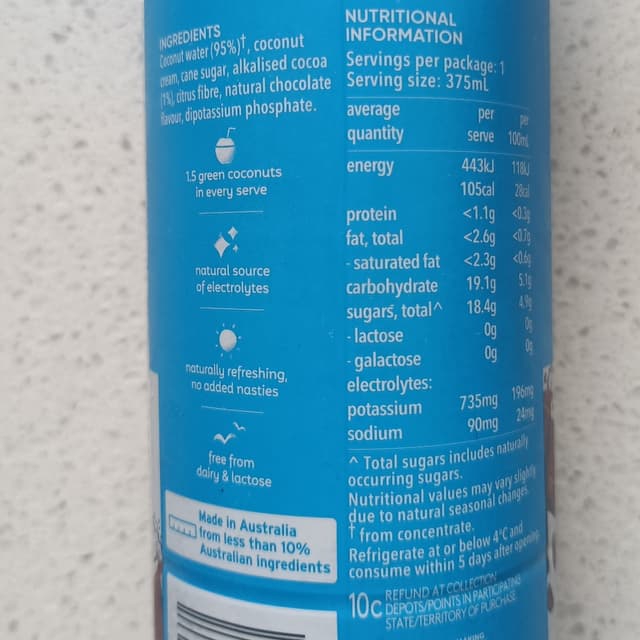 INGREDIENTS
Coconut water (95%)†, coconut
cream, cane sugar, alkalised cocoa
(1%), citrus fibre, natural chocolate
flavour, dipotassium phosphate.
1.5 green coconuts
in every serve
natural source
of electrolytes
naturally refreshing,
no added nasties
free from
dairy & lactose
Made in Australia
from less than 10%
Australian Ingredients
NUTRITIONAL
INFORMATION
Servings per package: 1
Serving size: 375mL
average quantity per serve per 100mL
energy 443kJ 118kJ
105cal 28cal
protein <1.1g <0.3g
fat, total <2.6g <0.7g
- saturated fat <2.3g <0.6g
carbohydrate 19.1g 5.1g
sugars, total^ 18.4g 4.9g
- lactose 0g 0g
- galactose 0g 0g
electrolytes:
potassium 735mg 196mg
sodium 90mg 24mg
^ Total sugars includes naturally
occurring sugars.
Nutritional values may vary slightly
due to natural seasonal changes.
† from concentrate.
Refrigerate at or below 4°C and
consume within 5 days after opening.
10c REFUND AT COLLECTION
DEPOTS/POINTS IN PARTICIPATING
STATE/TERRITORY OF PURCHASE